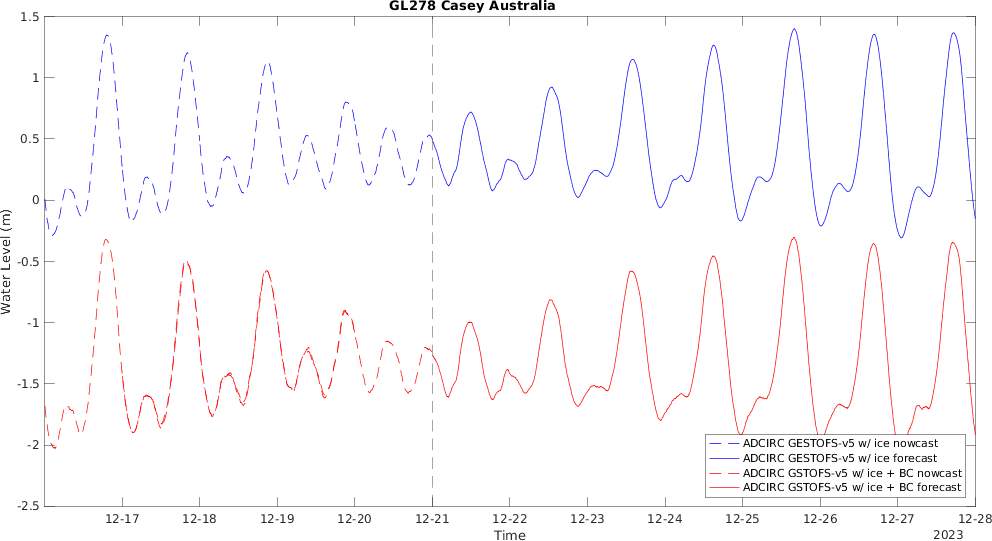 GL278 Casey Australia
1.5
1
0.5
0
-0.5
-1
-1.5
-2
-2.5
Water Level (m)
ADCIRC GESTOFS-v5 w/ ice nowcast
ADCIRC GESTOFS-v5 w/ ice forecast
ADCIRC GSTOFS-v5 w/ ice + BC nowcast
ADCIRC GSTOFS-v5 w/ ice + BC forecast
12-17 12-18 12-19 12-20 12-21 12-22 12-23 12-24 12-25 12-26 12-27 12-28
Time
2023